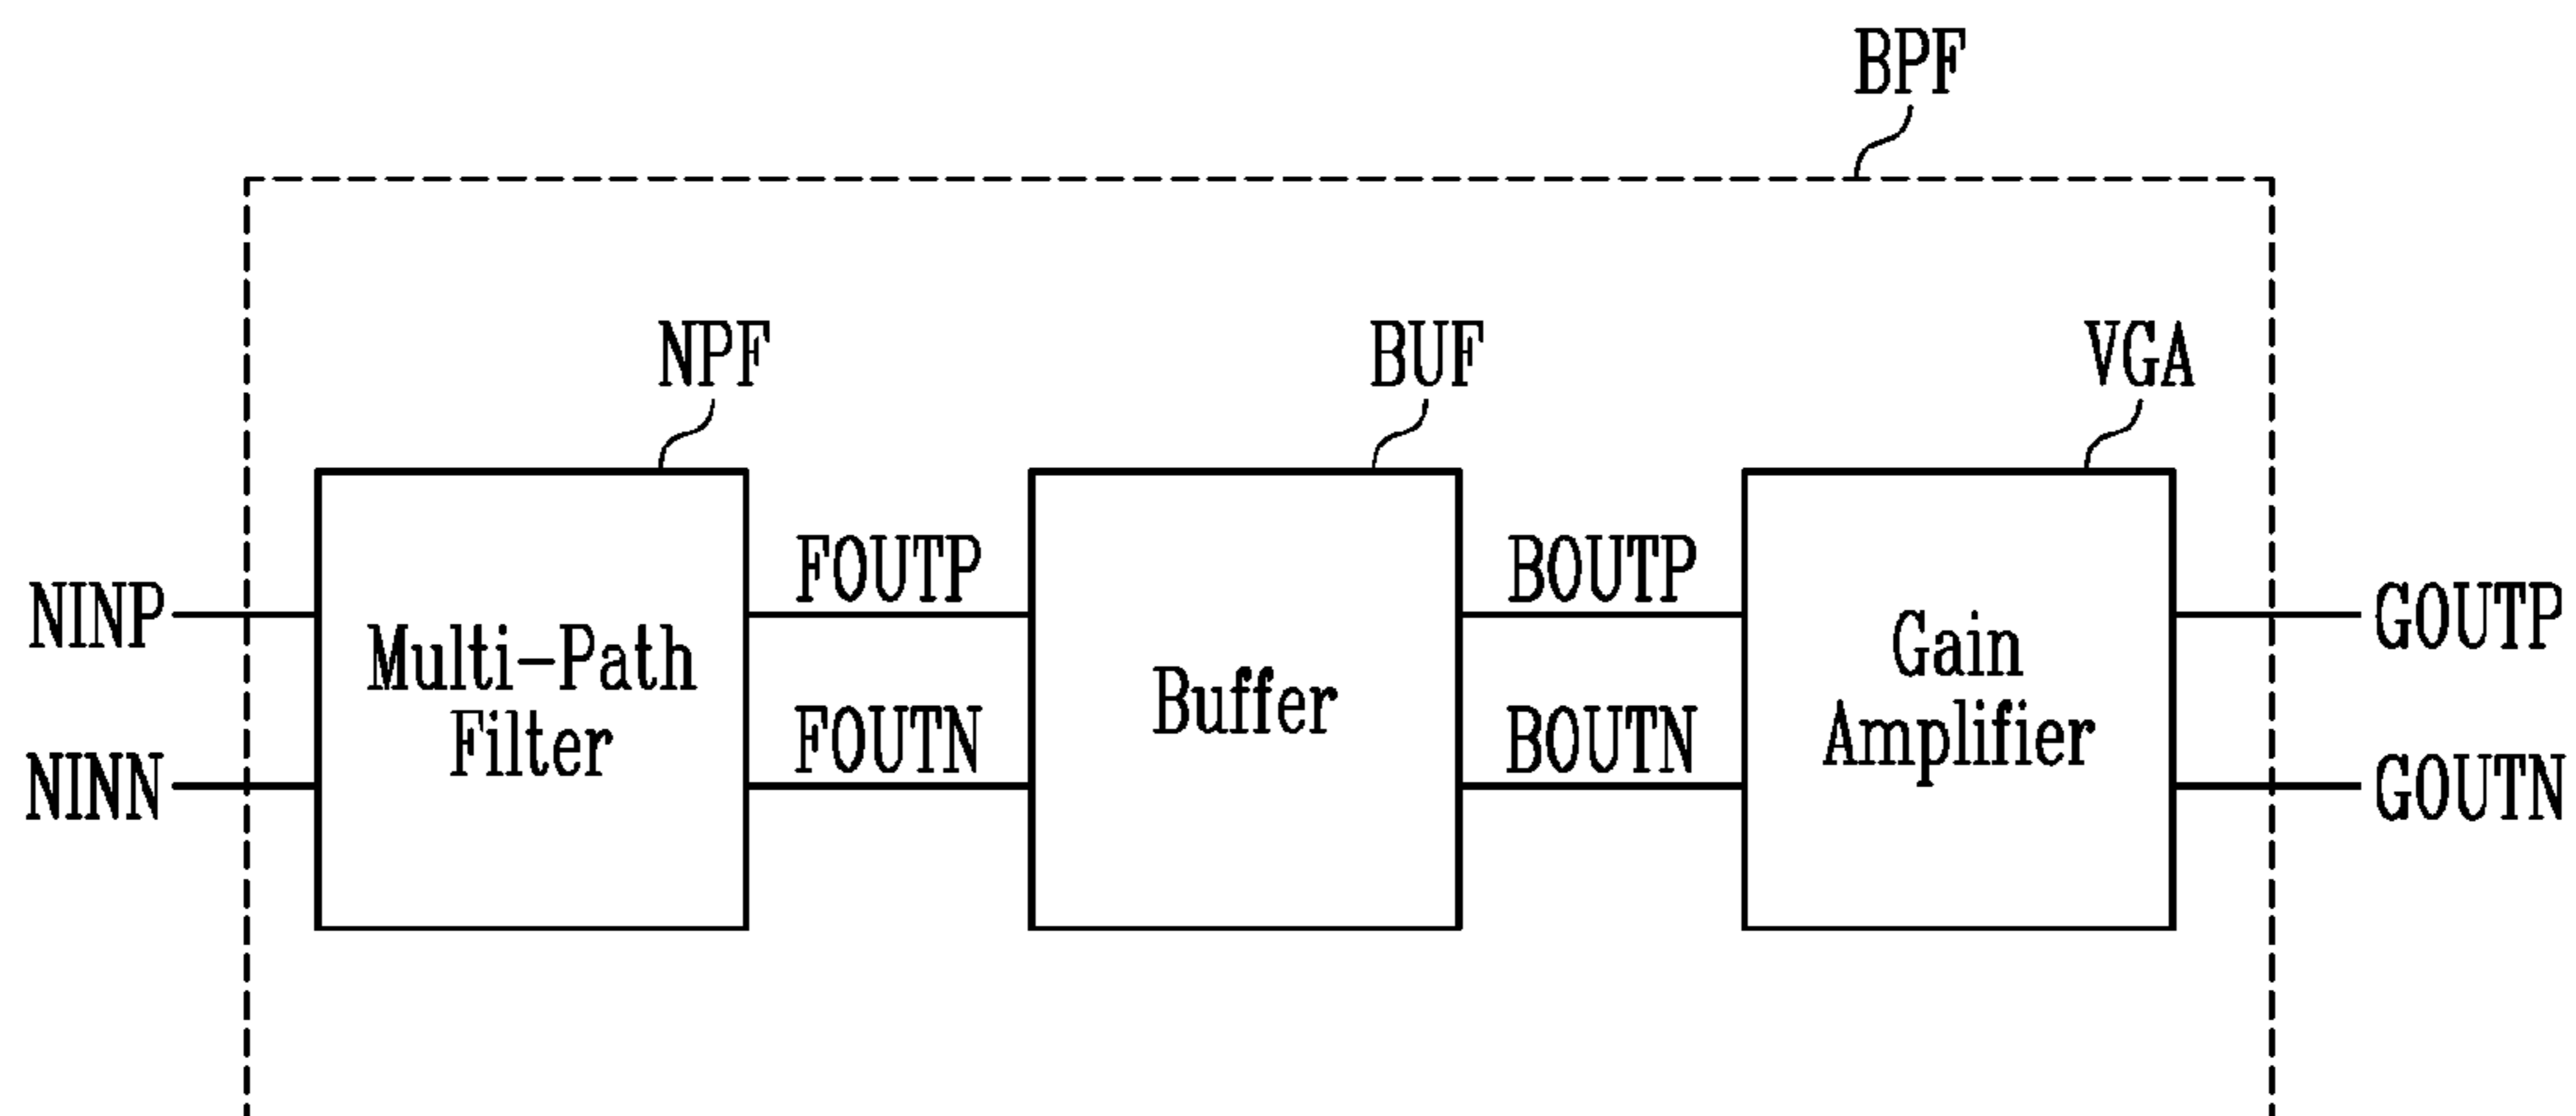 BPF
NPF
BUF
VGA
NINP
NINN
Multi-Path
Filter
FOUTP
FOUTN
Buffer
BOUTP
BOUTN
Gain
Amplifier
GOUTP
GOUTN